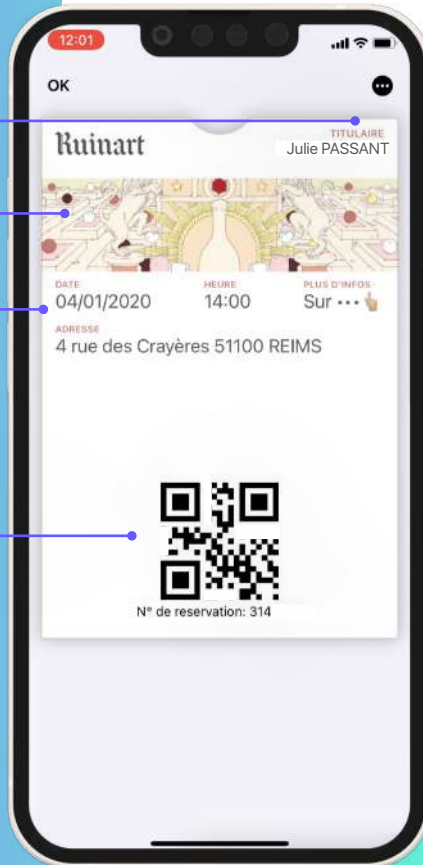 12:01
OK
Ruinart
TITULAIRE
Julie PASSANT
DATE HEURE PLUS D'INFOS
04/01/2020 14:00 Sur ••• 👆
ADRESSE
4 rue des Crayères 51100 REIMS
N° de reservation: 314